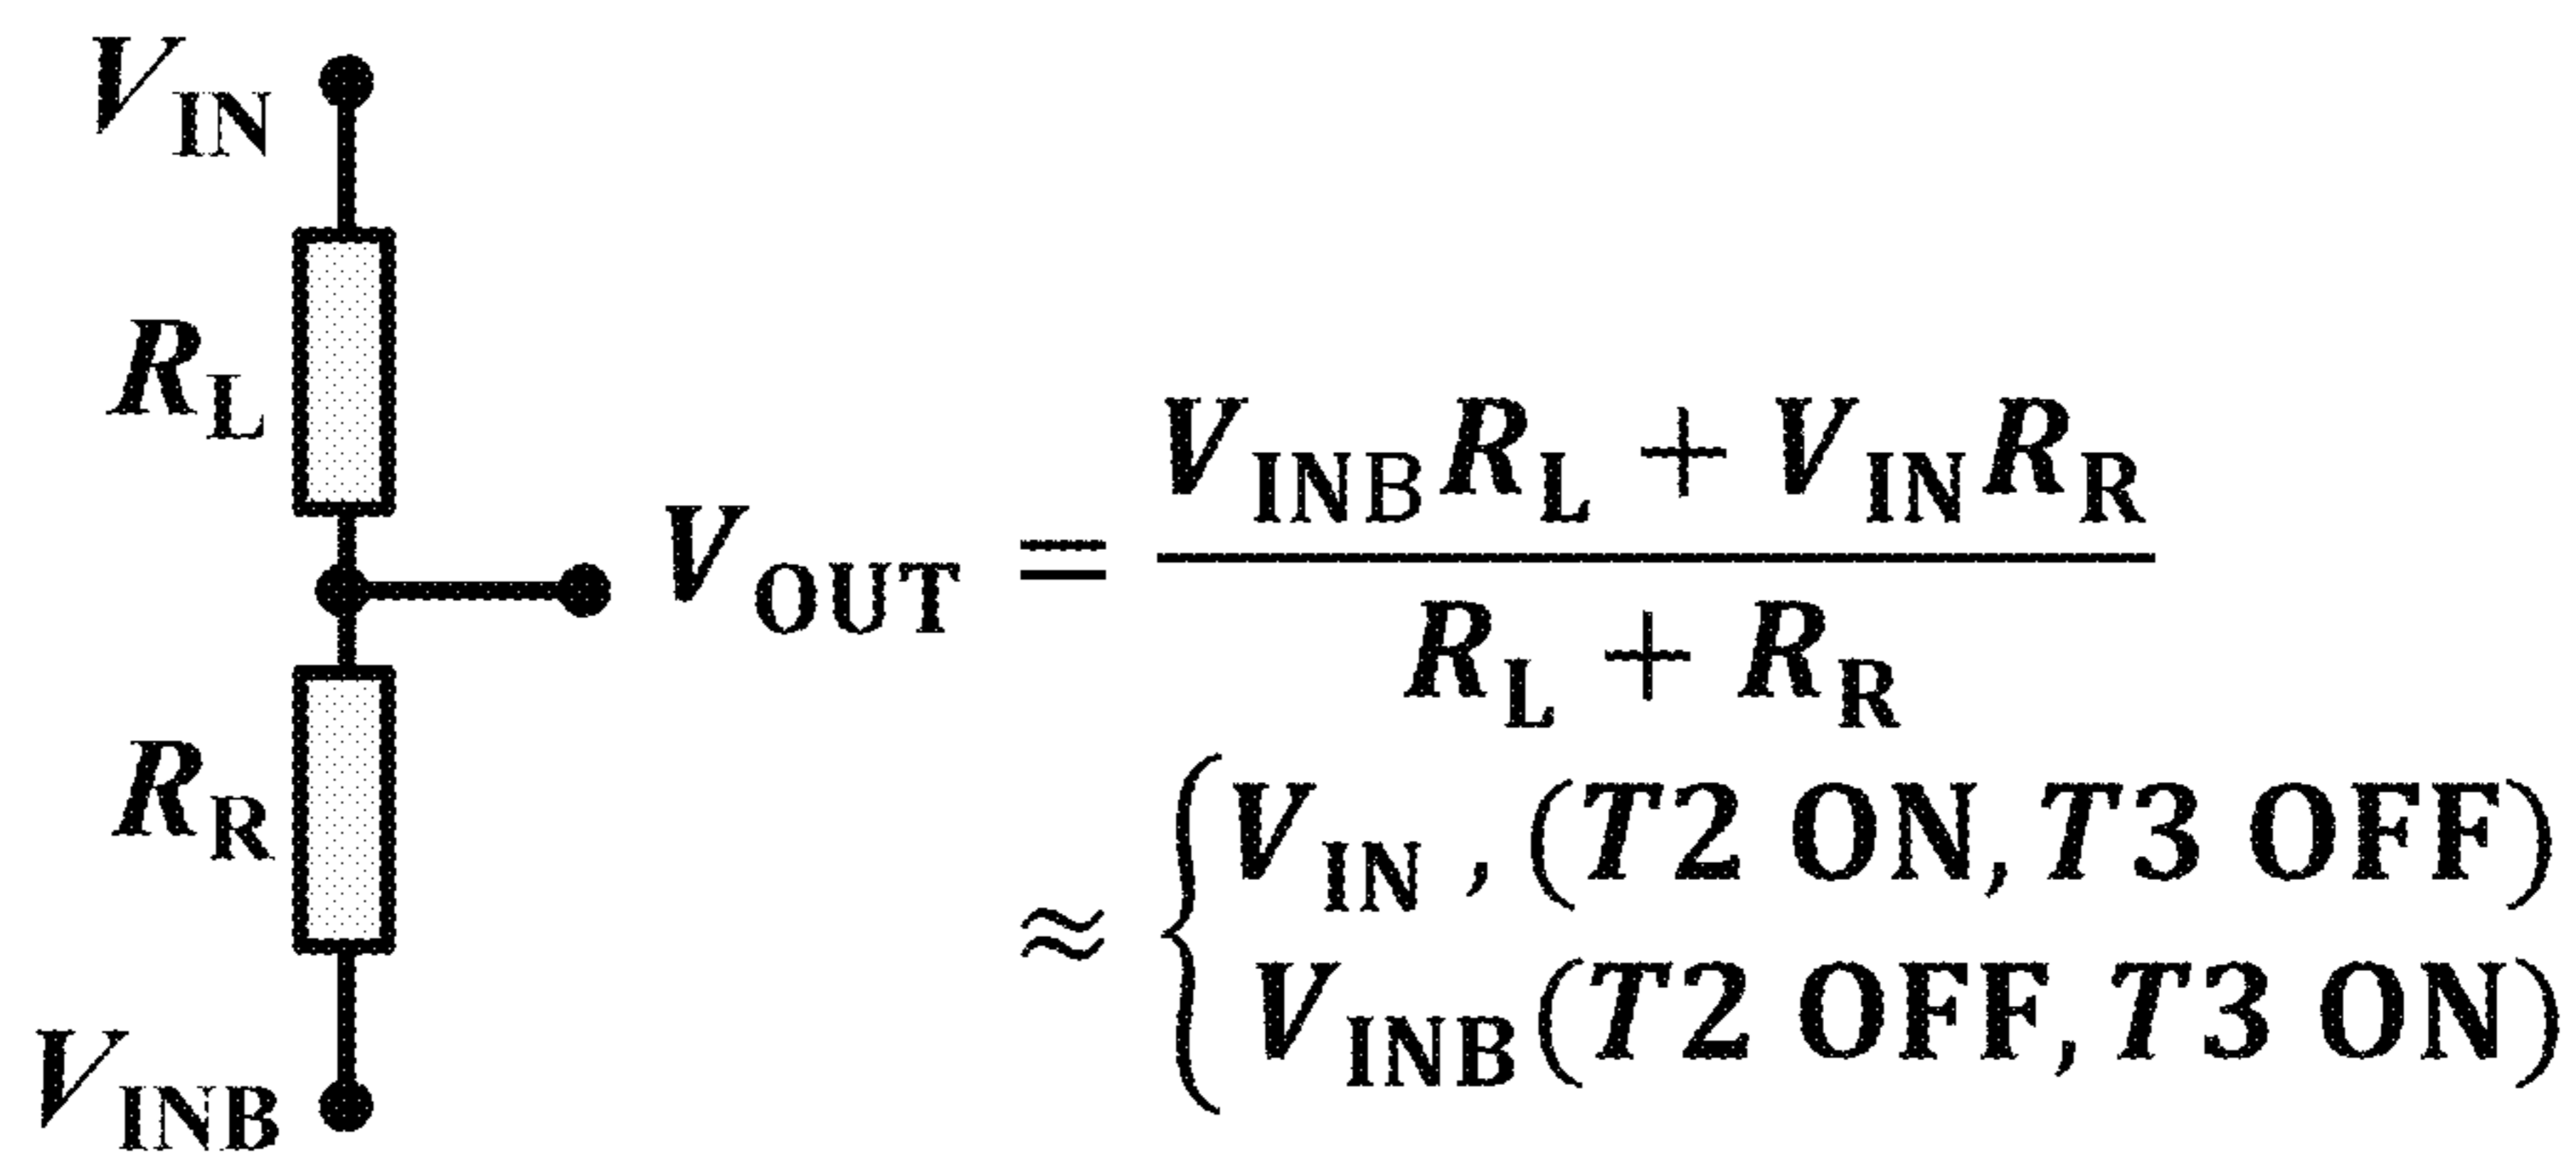 V_IN
R_L
V_OUT = (V_INB R_L + V_IN R_R) / (R_L + R_R)
≈ { V_IN , (T2 ON, T3 OFF)
V_INB (T2 OFF, T3 ON)
R_R
V_INB